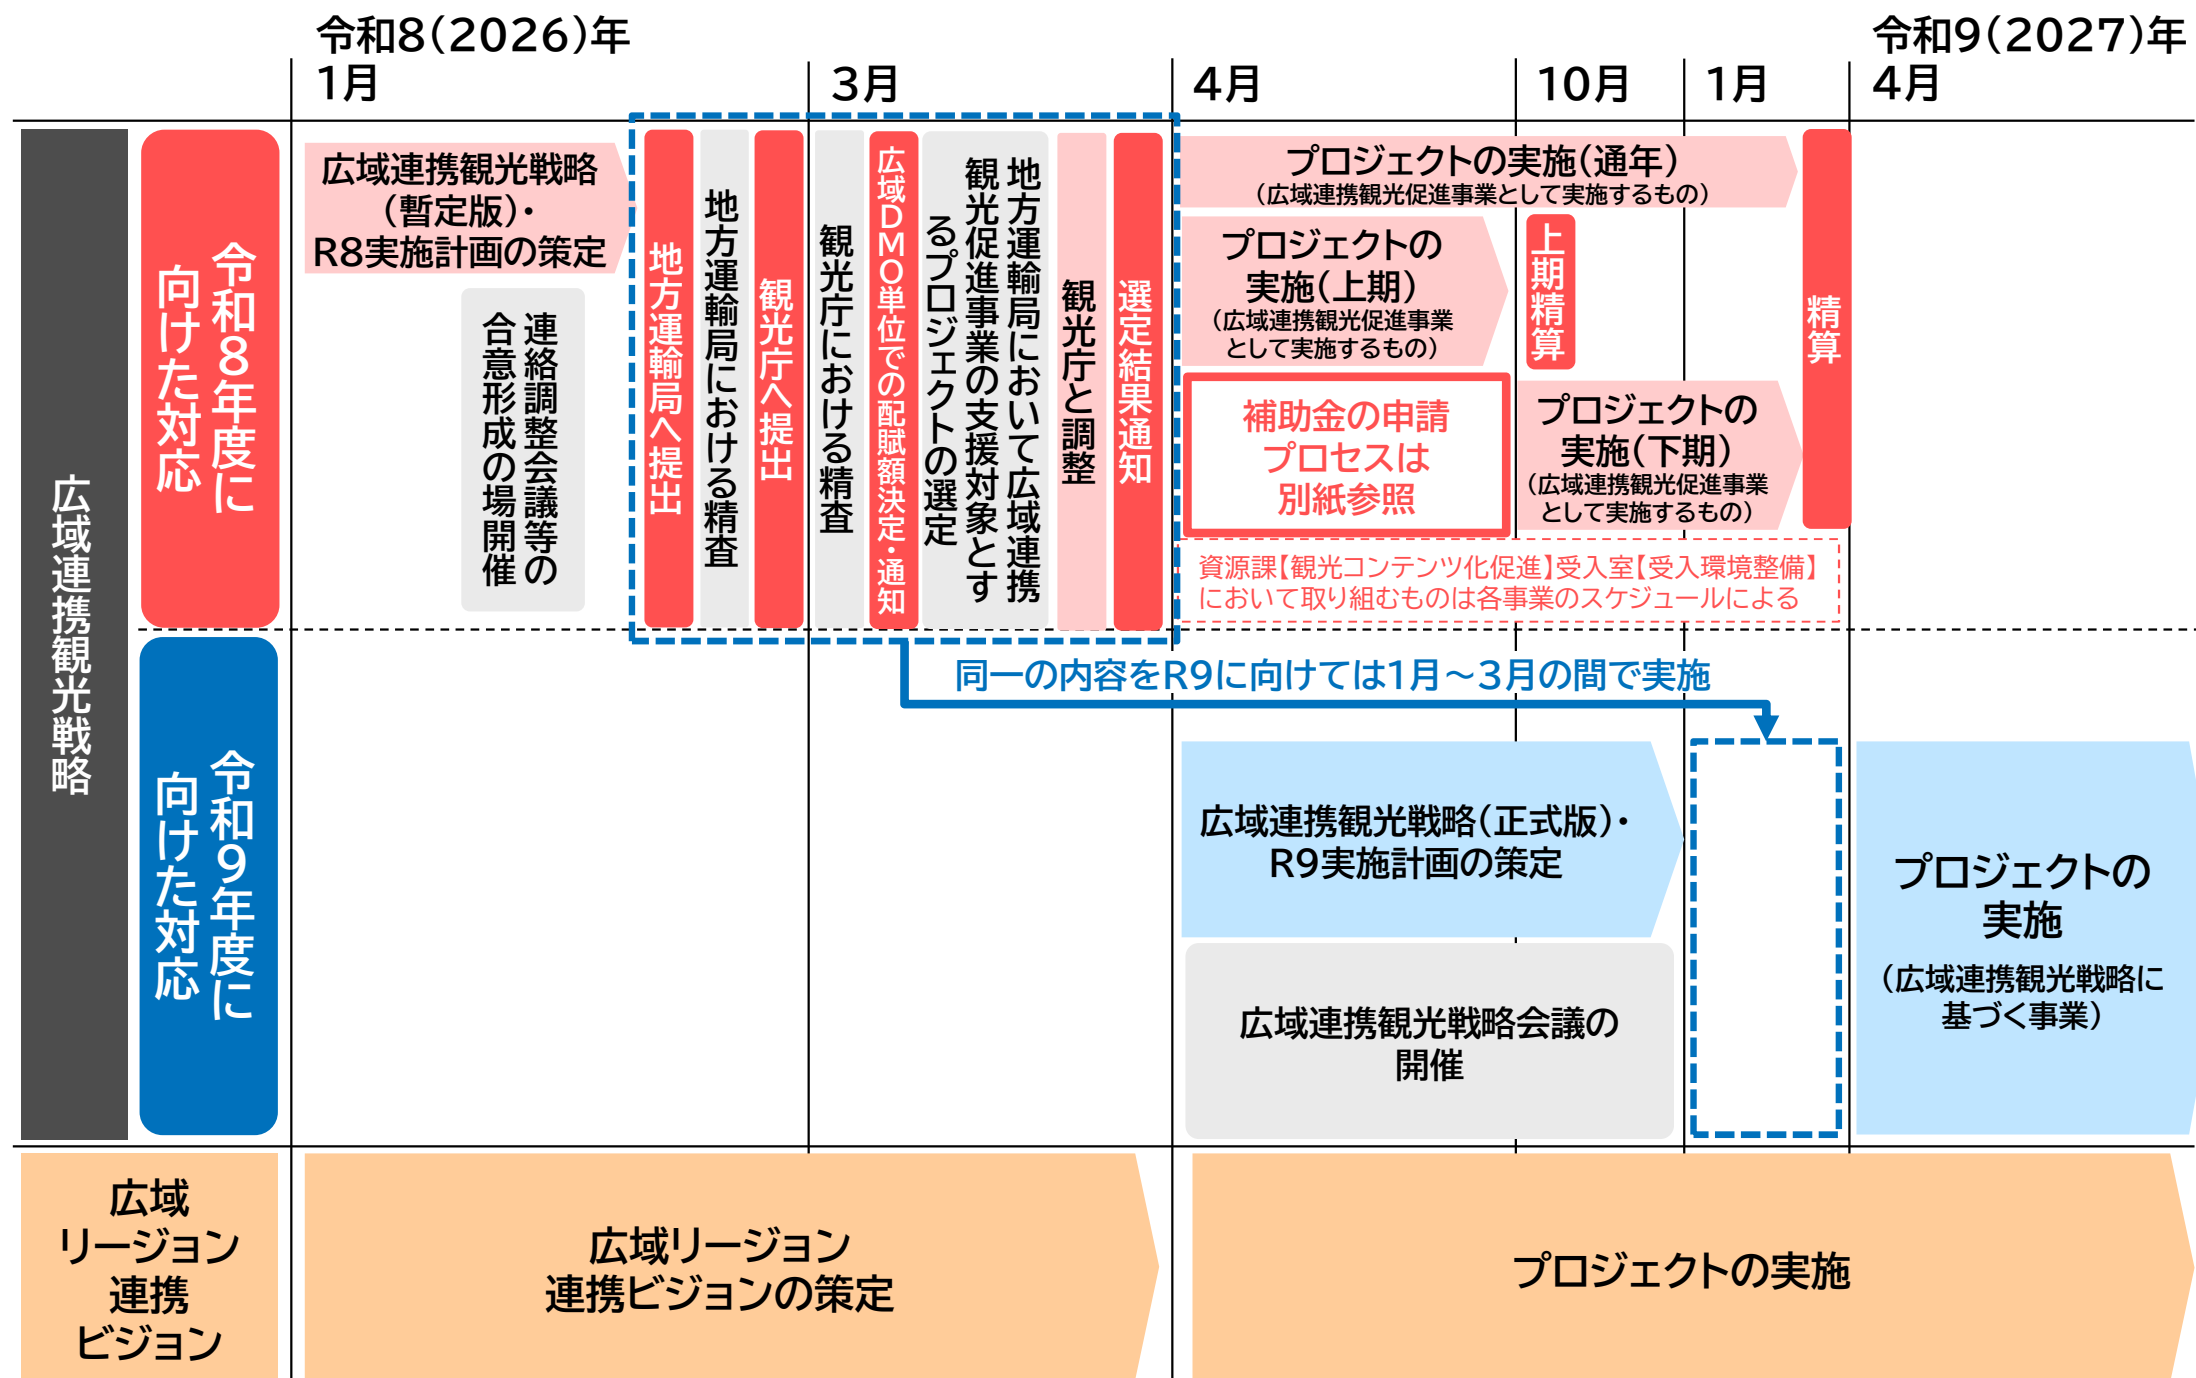 令和8(2026)年
令和9(2027)年
1月
3月
4月
10月
1月
4月
広域連携観光戦略
令和8年度に
向けた対応
広域連携観光戦略
(暫定版)・
R8実施計画の策定
連絡調整会議等の
合意形成の場開催
地方運輸局へ提出
地方運輸局における精査
観光庁へ提出
観光庁における精査
広域DMO単位での配賦額決定・通知
地方運輸局において広域連携
観光促進事業の支援対象とす
るプロジェクトの選定
観光庁と調整
選定結果通知
プロジェクトの実施(通年)
(広域連携観光促進事業として実施するもの)
プロジェクトの
実施(上期)
(広域連携観光促進事業
として実施するもの)
上期精算
補助金の申請
プロセスは
別紙参照
プロジェクトの
実施(下期)
(広域連携観光促進事業
として実施するもの)
精算
資源課【観光コンテンツ化促進】受入室【受入環境整備】
において取り組むものは各事業のスケジュールによる
同一の内容をR9に向けては1月～3月の間で実施
令和9年度に
向けた対応
広域連携観光戦略(正式版)・
R9実施計画の策定
広域連携観光戦略会議の
開催
プロジェクトの
実施
(広域連携観光戦略に
基づく事業)
広域
リージョン
連携
ビジョン
広域リージョン
連携ビジョンの策定
プロジェクトの実施